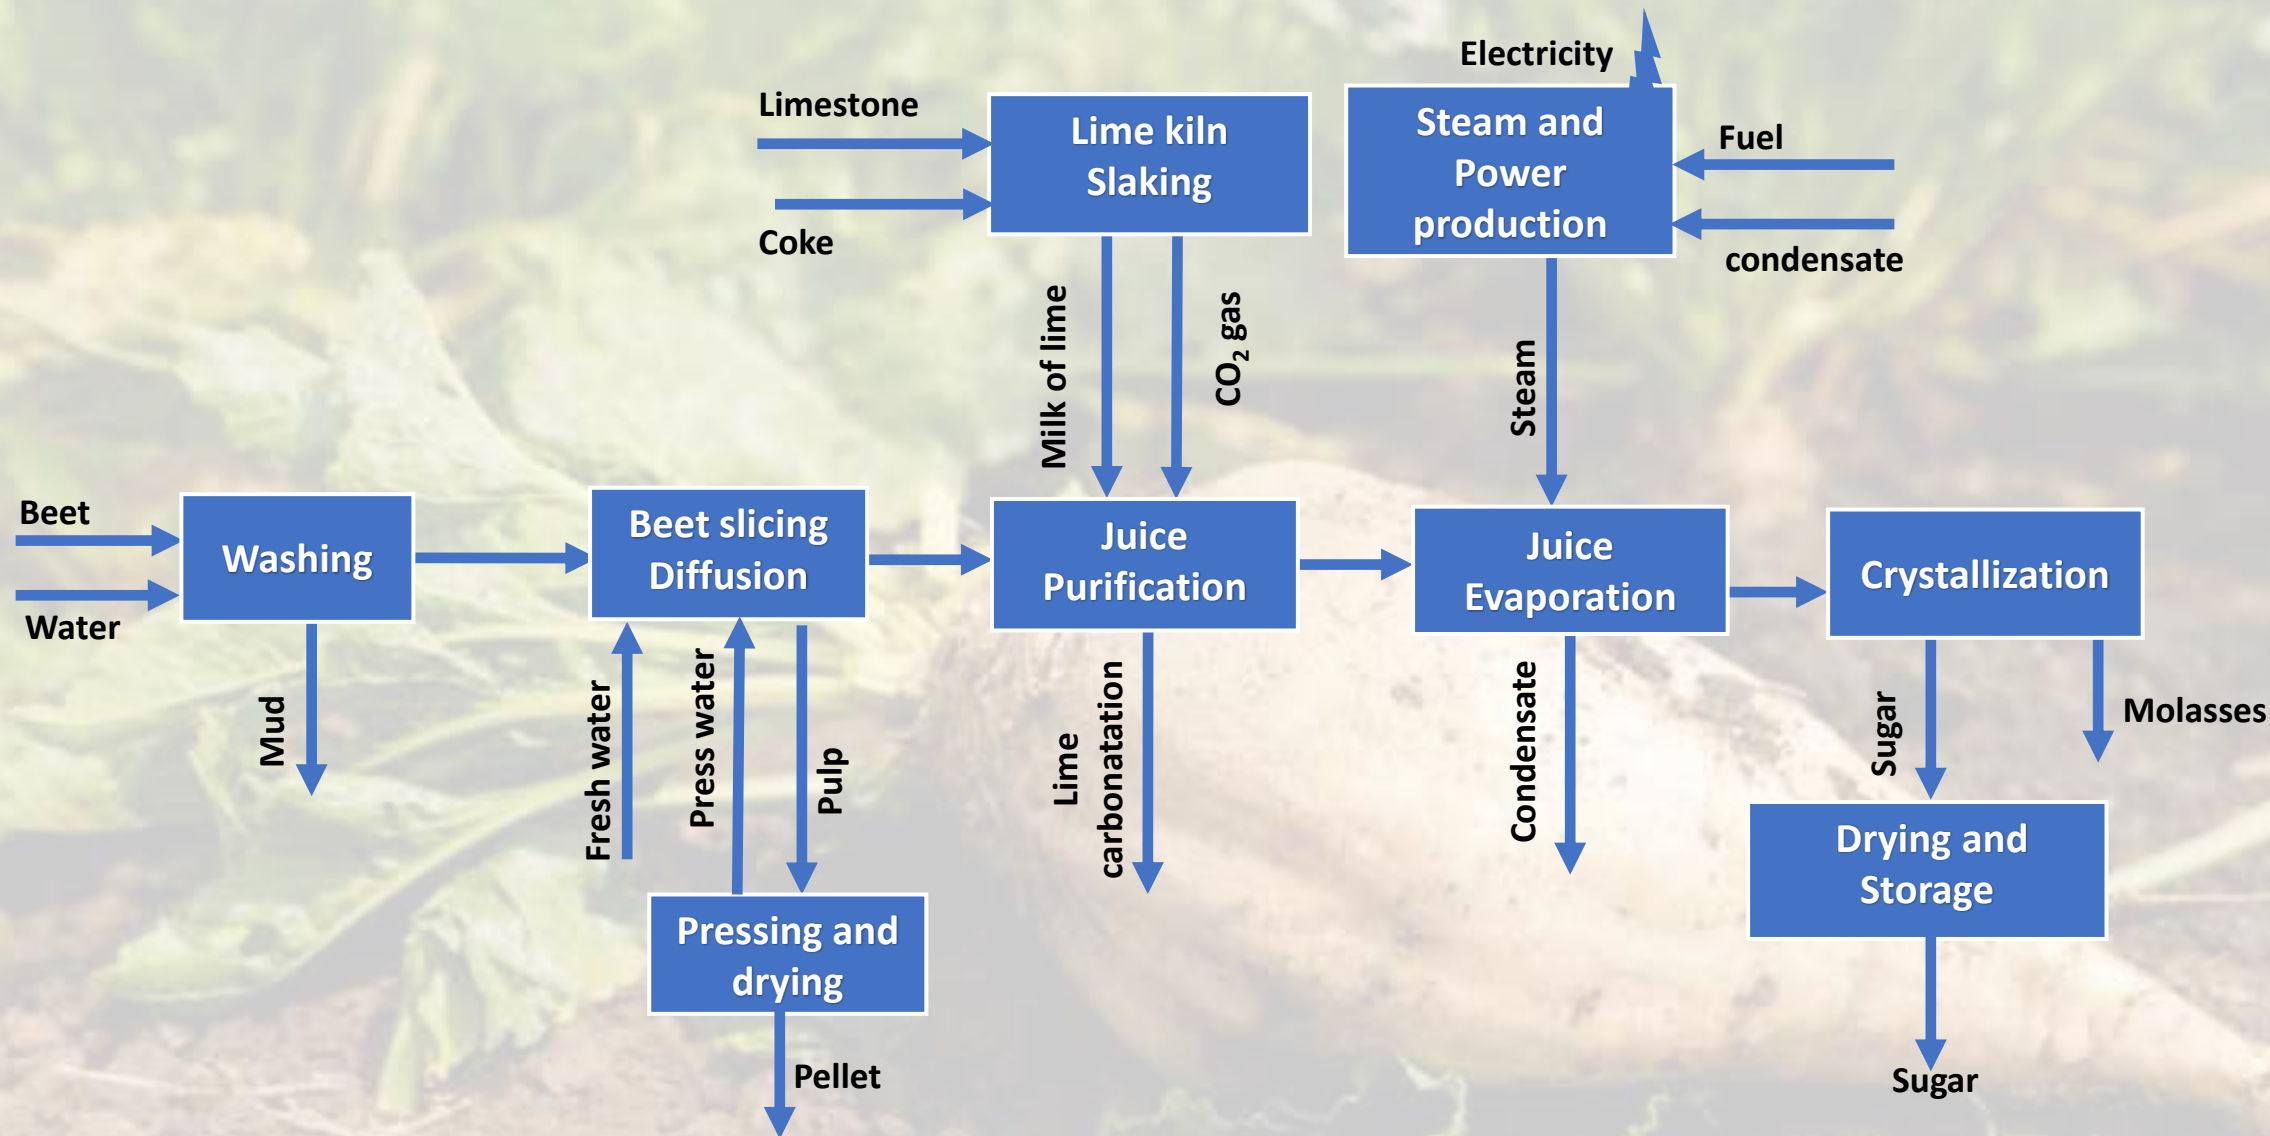 Electricity
Limestone
Lime kiln
Slaking
Coke
Steam and
Power
production
Fuel
condensate
Milk of lime
CO₂ gas
Steam
Beet
Water
Washing
Beet slicing
Diffusion
Juice
Purification
Juice
Evaporation
Crystallization
Mud
Fresh water
Press water
Pulp
Lime
carbonatation
Condensate
Sugar
Molasses
Pressing and
drying
Drying and
Storage
Pellet
Sugar